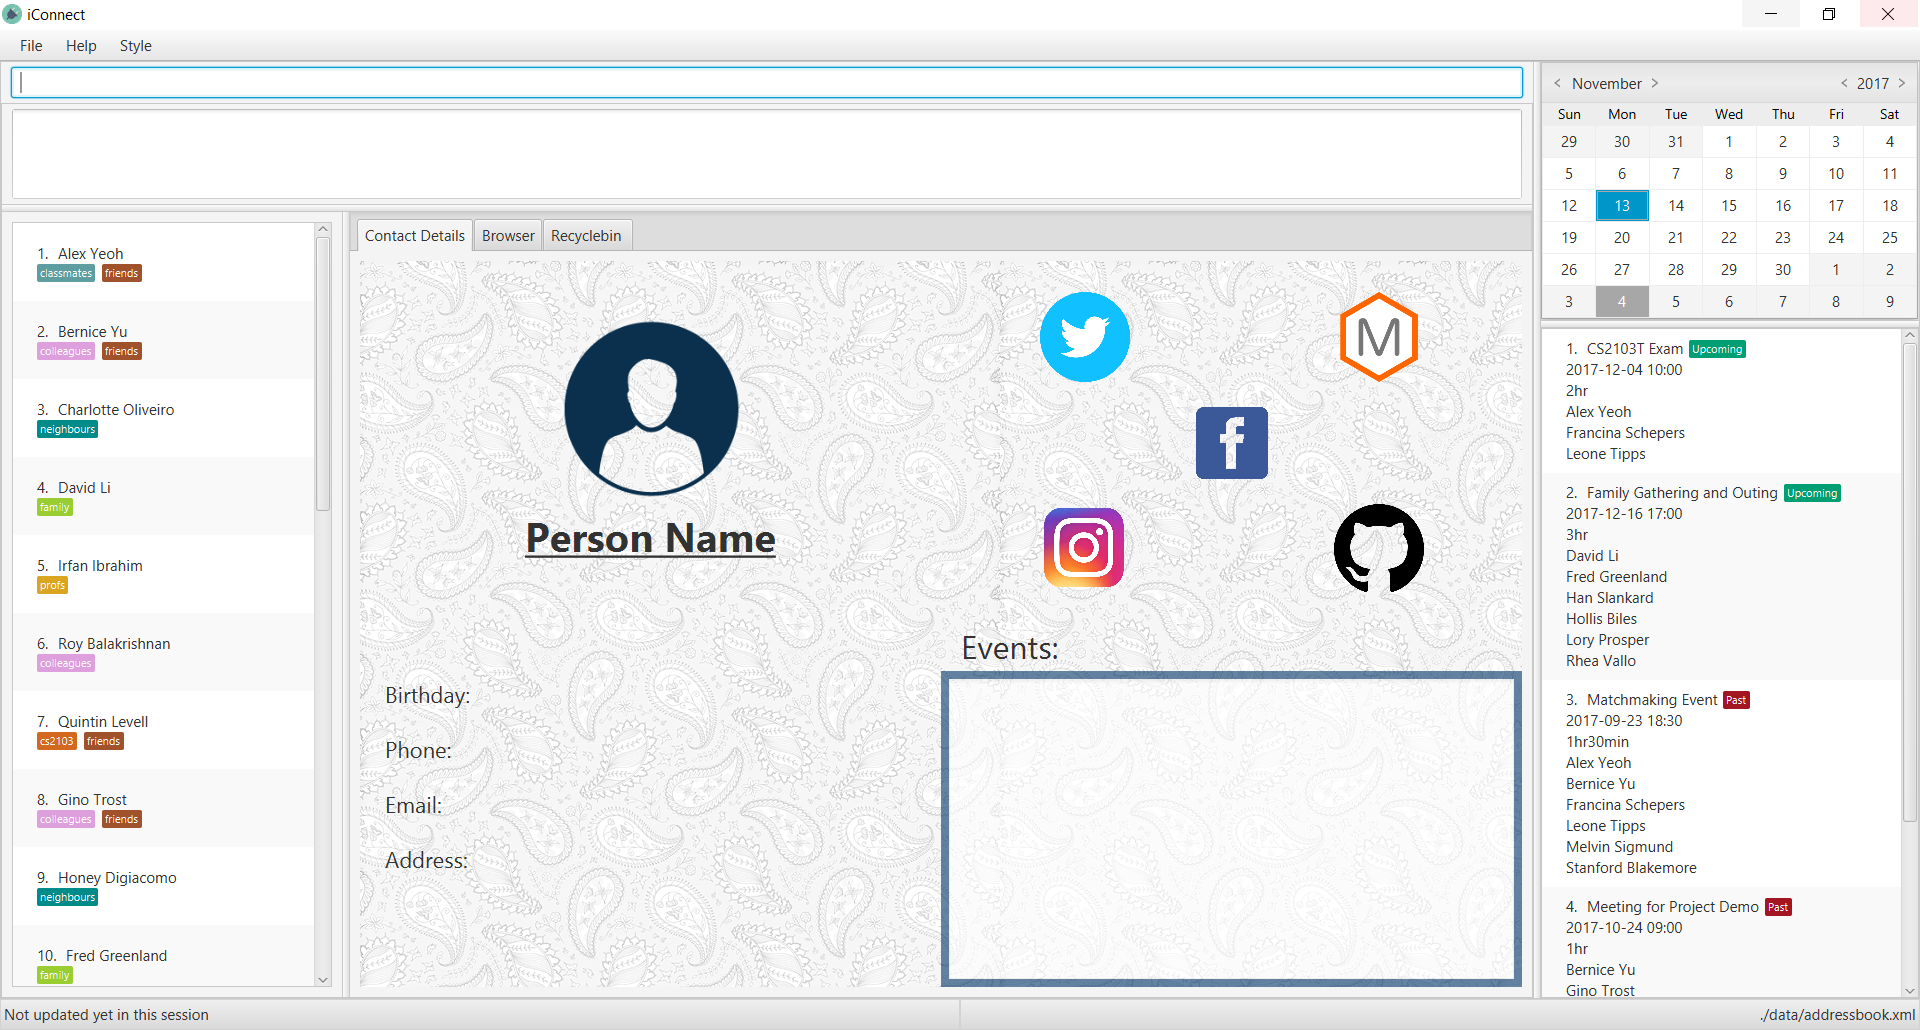 iConnect
File Help Style
1. Alex Yeoh
classmates friends
2. Bernice Yu
colleagues friends
3. Charlotte Oliveiro
neighbours
4. David Li
family
5. Irfan Ibrahim
profs
6. Roy Balakrishnan
colleagues
7. Quintin Levell
cs2103 friends
8. Gino Trost
colleagues friends
9. Honey Digiacomo
neighbours
10. Fred Greenland
family
Contact Details Browser Recyclebin
Person Name
M
f
Birthday:
Phone:
Email:
Address:
Events:
< November > < 2017 >
Sun Mon Tue Wed Thu Fri Sat
29 30 31 1 2 3 4
5 6 7 8 9 10 11
12 13 14 15 16 17 18
19 20 21 22 23 24 25
26 27 28 29 30 1 2
3 4 5 6 7 8 9
1. CS2103T Exam Upcoming
2017-12-04 10:00
2hr
Alex Yeoh
Francina Schepers
Leone Tipps
2. Family Gathering and Outing Upcoming
2017-12-16 17:00
3hr
David Li
Fred Greenland
Han Slankard
Hollis Biles
Lory Prosper
Rhea Vallo
3. Matchmaking Event Past
2017-09-23 18:30
1hr30min
Alex Yeoh
Bernice Yu
Francina Schepers
Leone Tipps
Melvin Sigmund
Stanford Blakemore
4. Meeting for Project Demo Past
2017-10-24 09:00
1hr
Bernice Yu
Gino Trost
Not updated yet in this session
./data/addressbook.xml